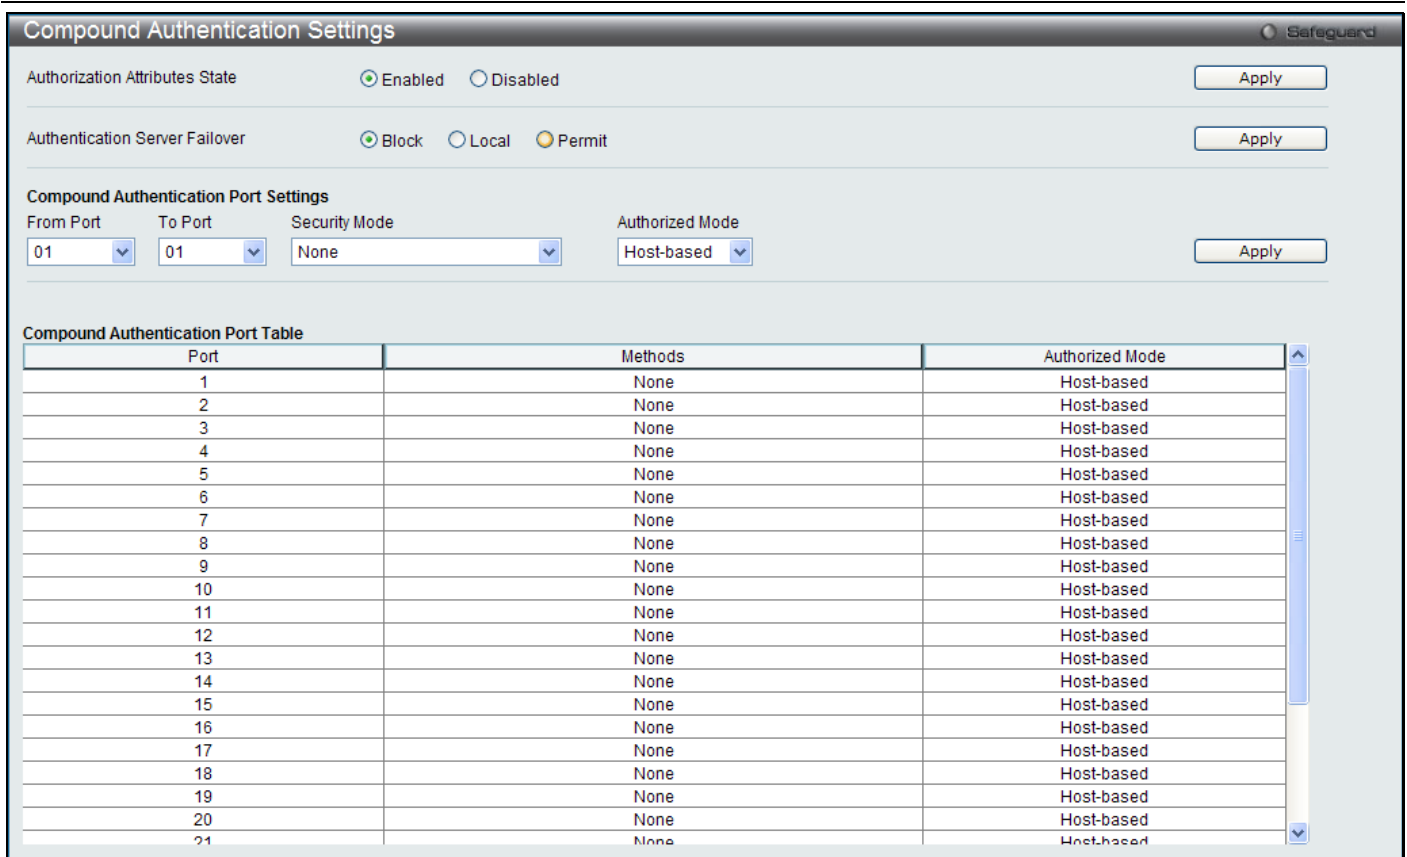 Compound Authentication Settings
Safeguard
Authorization Attributes State Enabled Disabled Apply
Authentication Server Failover Block Local Permit Apply
Compound Authentication Port Settings
From Port To Port Security Mode Authorized Mode
01 01 None Host-based Apply
Compound Authentication Port Table
Port Methods Authorized Mode
1 None Host-based
2 None Host-based
3 None Host-based
4 None Host-based
5 None Host-based
6 None Host-based
7 None Host-based
8 None Host-based
9 None Host-based
10 None Host-based
11 None Host-based
12 None Host-based
13 None Host-based
14 None Host-based
15 None Host-based
16 None Host-based
17 None Host-based
18 None Host-based
19 None Host-based
20 None Host-based
21 None Host-based